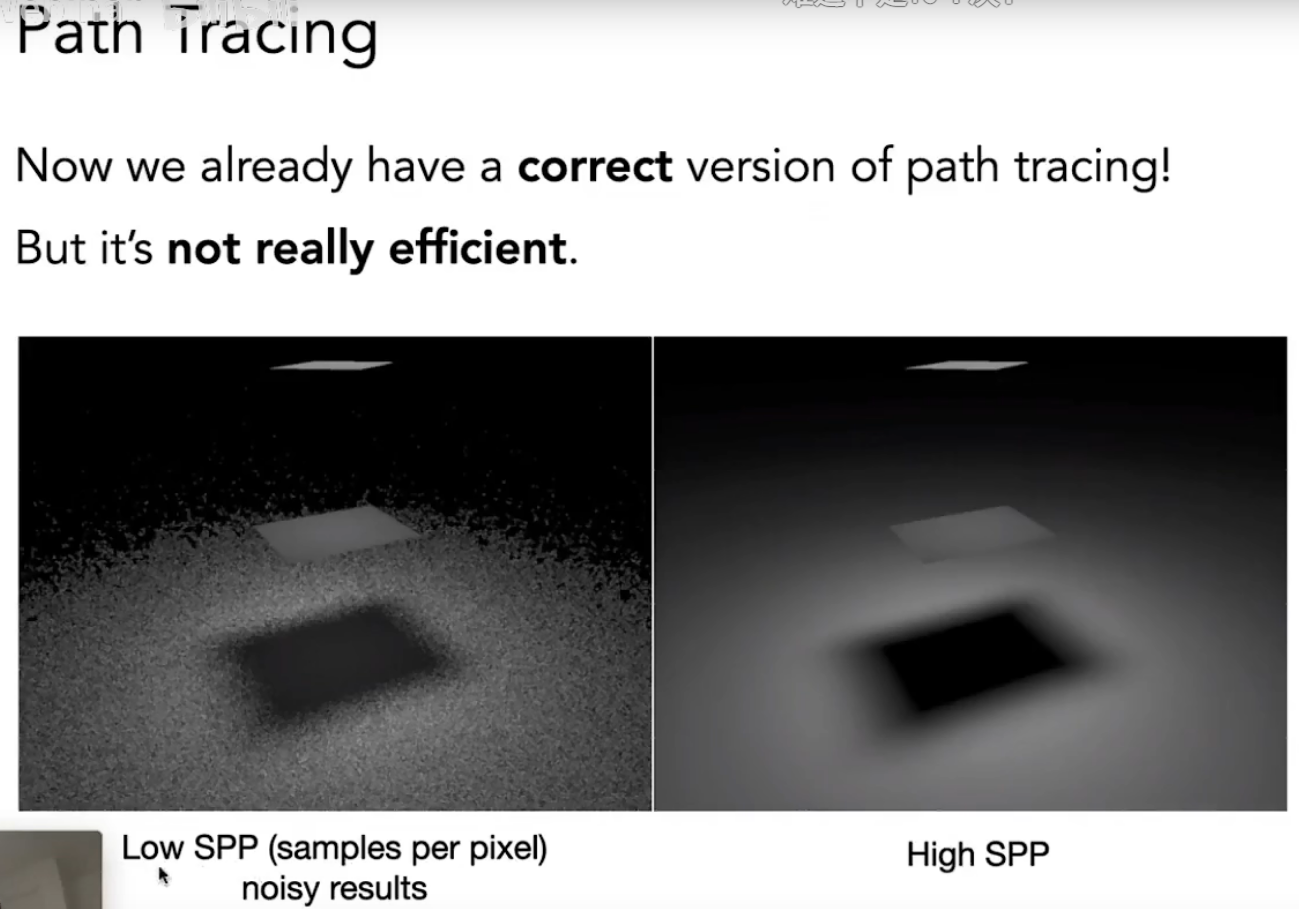 Path Tracing
Now we already have a correct version of path tracing!
But it’s not really efficient.
Low SPP (samples per pixel)
noisy results
High SPP